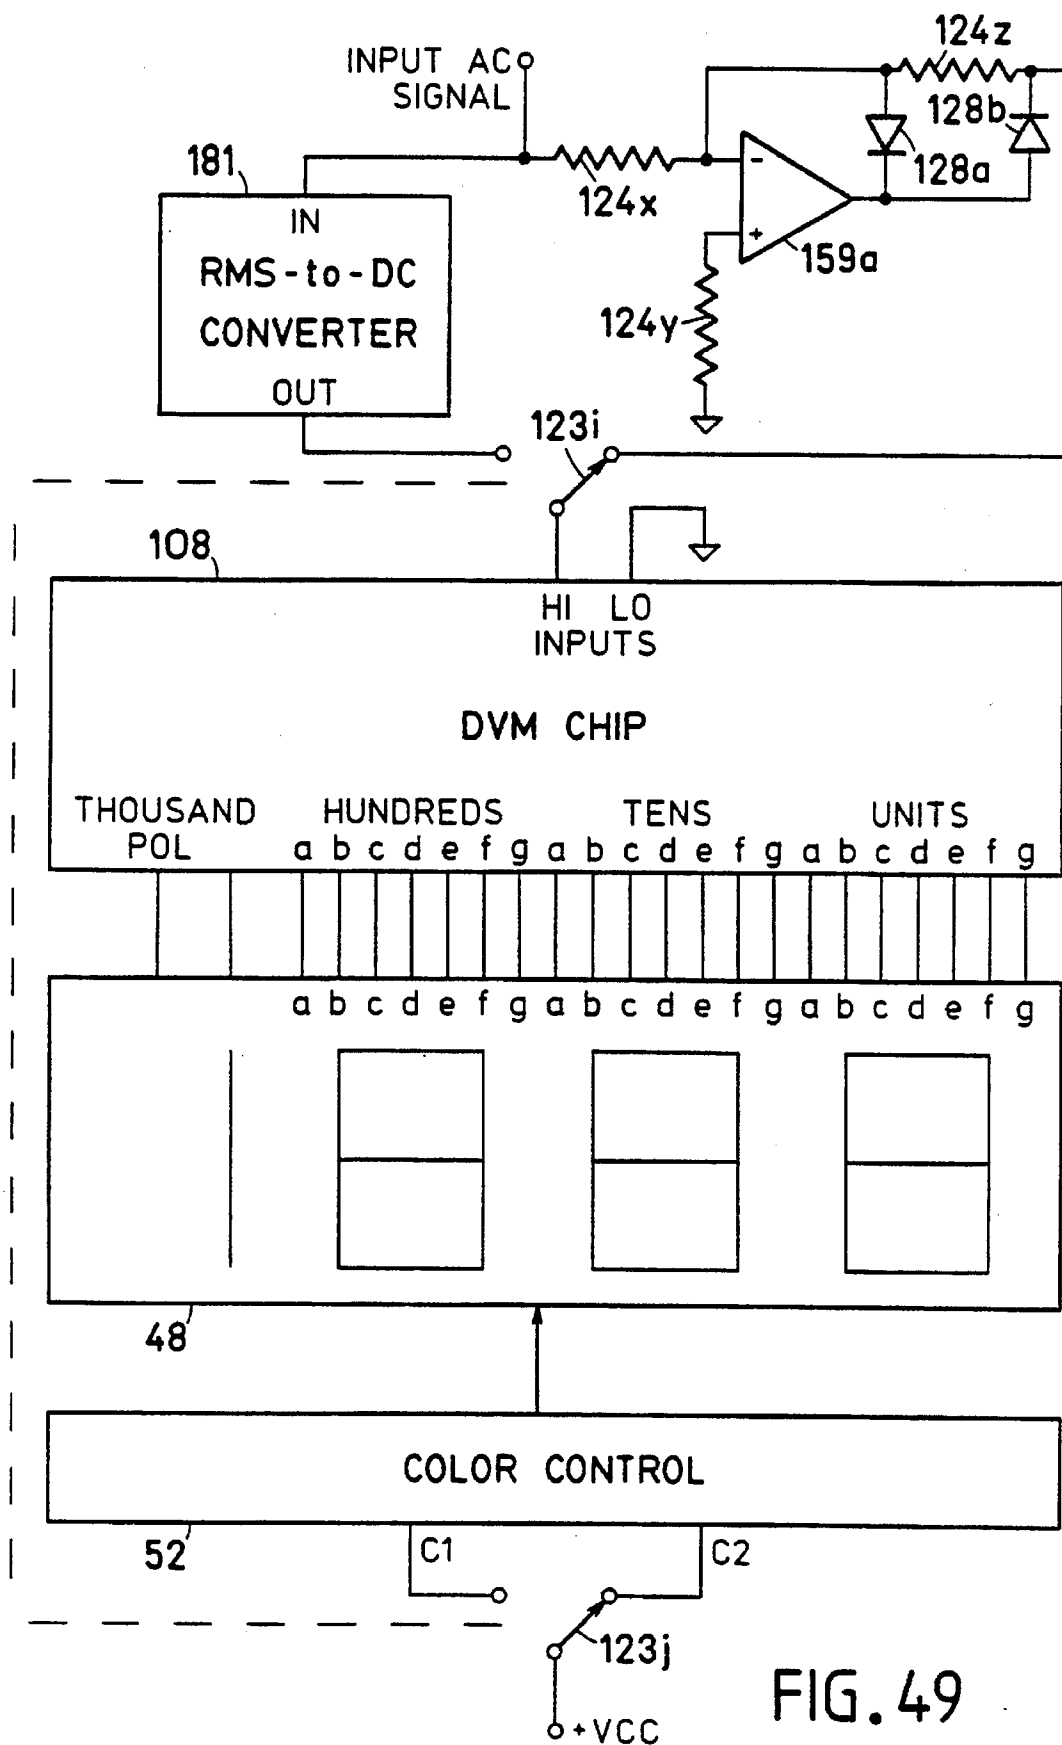 124z
INPUT AC
SIGNAL
128b
128a
181
124x
IN
-
+
159a
RMS-to-DC
CONVERTER
124y
OUT
123i
108
HI LO
INPUTS
DVM CHIP
THOUSAND HUNDREDS TENS UNITS
POL a b c d e f g a b c d e f g a b c d e f g
a b c d e f g a b c d e f g a b c d e f g
48
COLOR CONTROL
52 C1 C2
123j
FIG. 49
+VCC